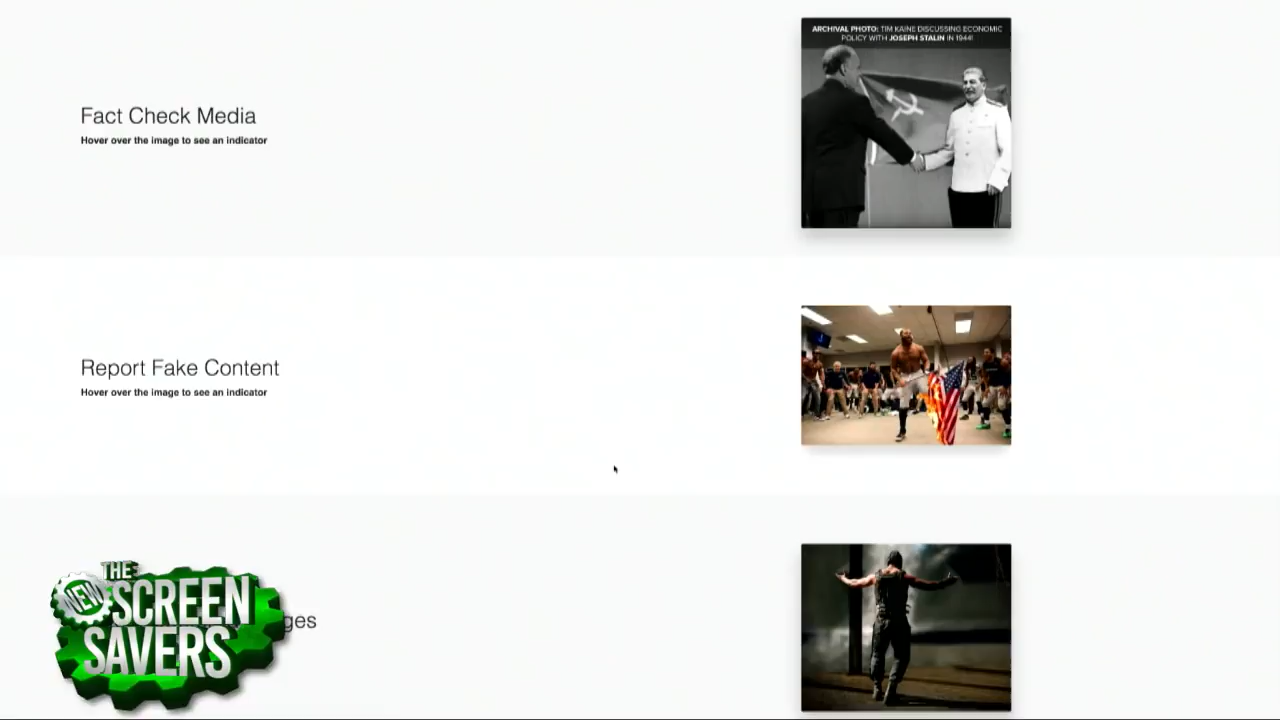 ARCHIVAL PHOTO: TIM KAINE DISCUSSING ECONOMIC
POLICY WITH JOSEPH STALIN IN 1944!
Fact Check Media
Hover over the image to see an indicator
Report Fake Content
Hover over the image to see an indicator
THE
NEW
SCREEN
SAVERS
ges